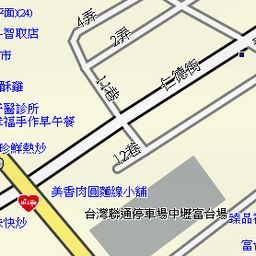 平面)(24)
智取店
市
酥雞
4弄
2弄
11巷
仁德街
醫診所
幸福手作早午餐
珍鮮熱炒
12巷
美香肉圓麵線小舖
快炒
台灣聯通停車場中壢富台場
臻品
富台